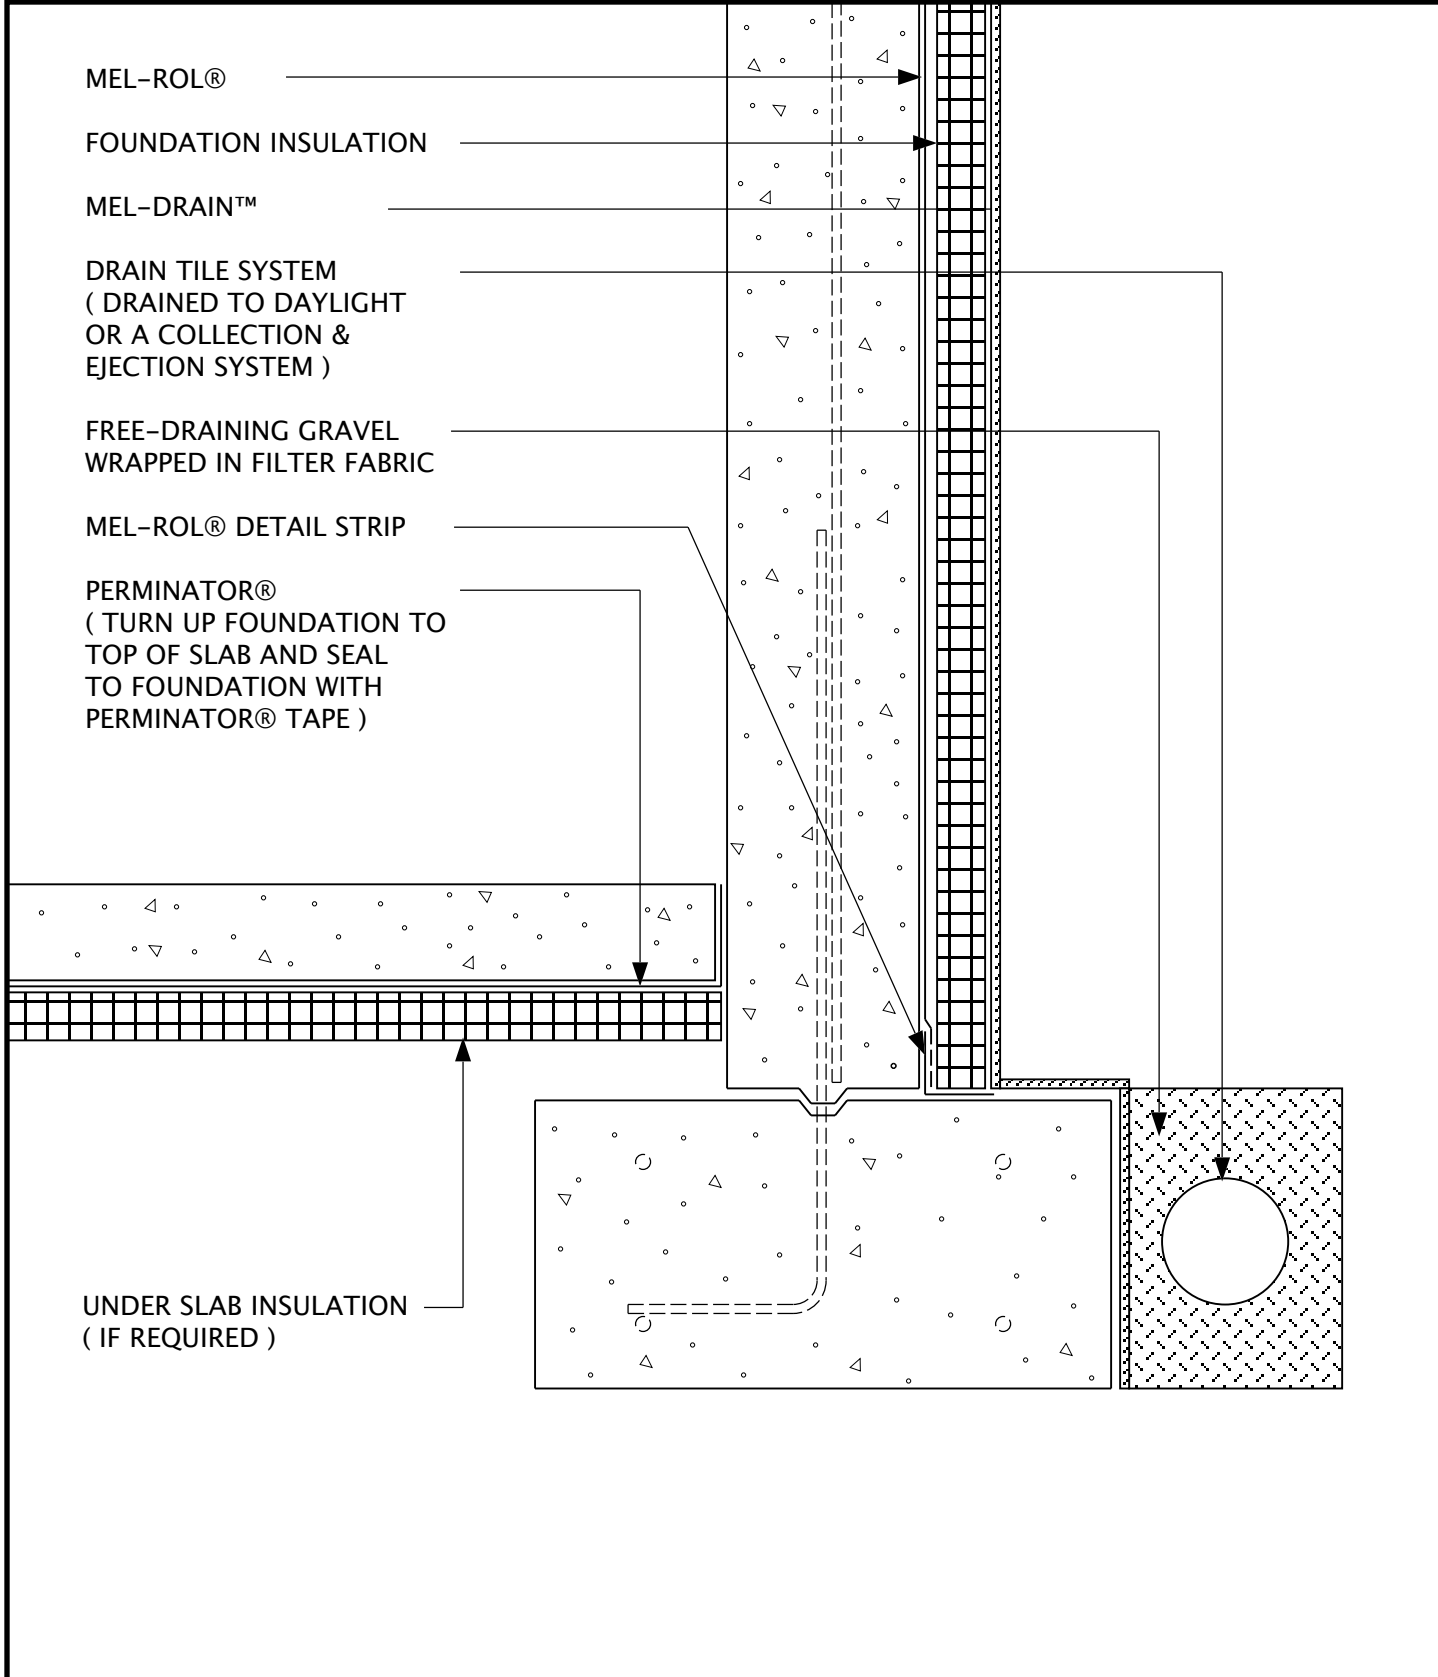 MEL-ROL®
FOUNDATION INSULATION
MEL-DRAIN™
DRAIN TILE SYSTEM
( DRAINED TO DAYLIGHT
OR A COLLECTION &
EJECTION SYSTEM )
FREE-DRAINING GRAVEL
WRAPPED IN FILTER FABRIC
MEL-ROL® DETAIL STRIP
PERMINATOR®
( TURN UP FOUNDATION TO
TOP OF SLAB AND SEAL
TO FOUNDATION WITH
PERMINATOR® TAPE )
UNDER SLAB INSULATION
( IF REQUIRED )